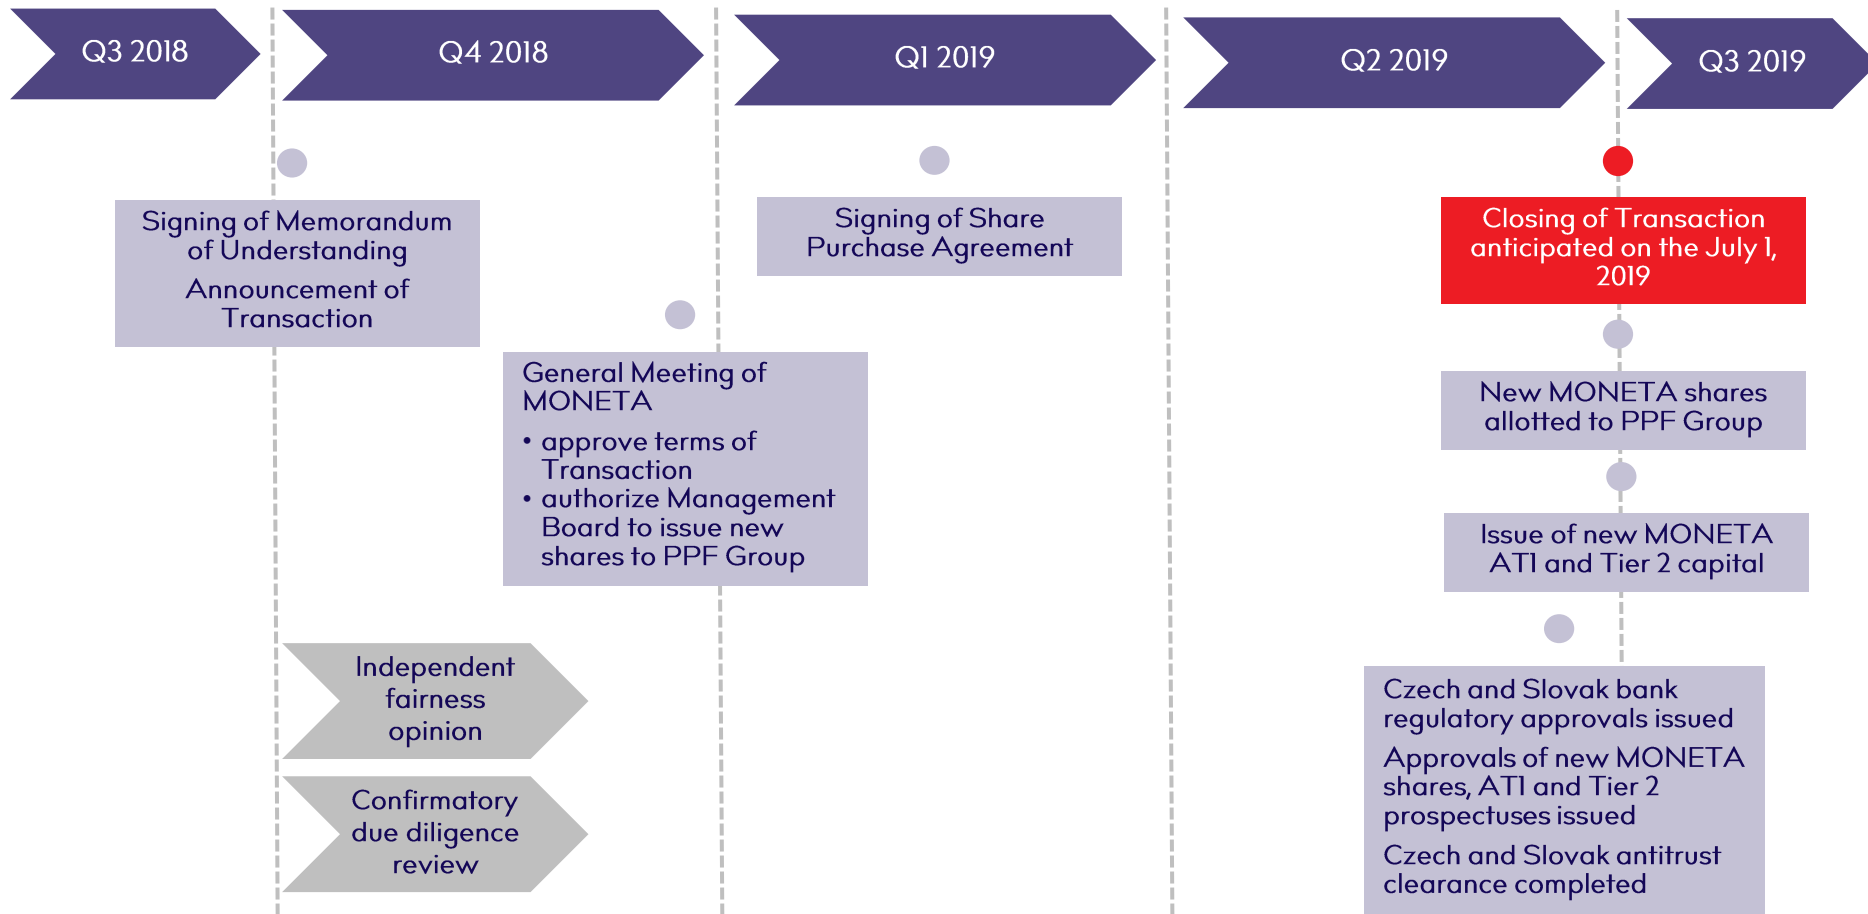 Q3 2018
Q4 2018
Q1 2019
Q2 2019
Q3 2019
Signing of Memorandum
of Understanding
Announcement of
Transaction
General Meeting of
MONETA
• approve terms of
Transaction
• authorize Management
Board to issue new
shares to PPF Group
Independent
fairness
opinion
Confirmatory
due diligence
review
Signing of Share
Purchase Agreement
Closing of Transaction
anticipated on the July 1,
2019
New MONETA shares
allotted to PPF Group
Issue of new MONETA
AT1 and Tier 2 capital
Czech and Slovak bank
regulatory approvals issued
Approvals of new MONETA
shares, AT1 and Tier 2
prospectuses issued
Czech and Slovak antitrust
clearance completed